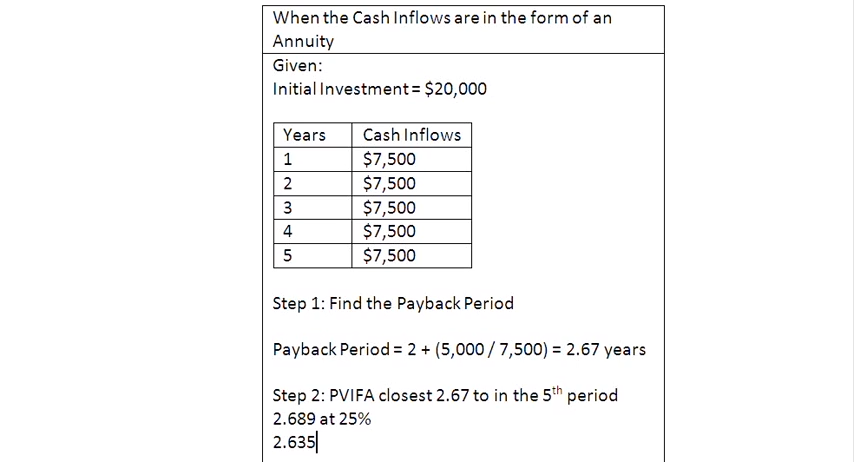 When the Cash Inflows are in the form of an
Annuity
Given:
Initial Investment = $20,000
Years Cash Inflows
1 $7,500
2 $7,500
3 $7,500
4 $7,500
5 $7,500
Step 1: Find the Payback Period
Payback Period = 2 + (5,000 / 7,500) = 2.67 years
Step 2: PVIFA closest 2.67 to in the 5th period
2.689 at 25%
2.635